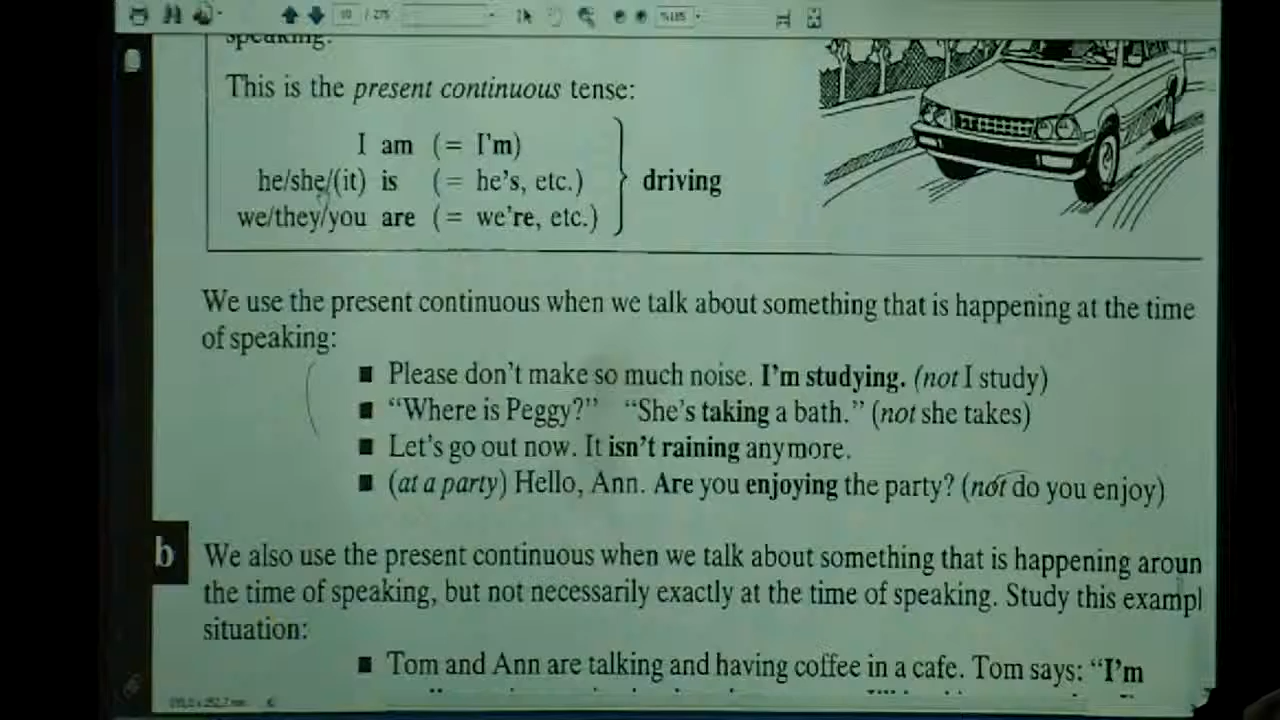 / 275
%185
speaking.
This is the present continuous tense:
I am (= I'm)
he/she/(it) is (= he's, etc.)
we/they/you are (= we're, etc.)
driving
We use the present continuous when we talk about something that is happening at the time
of speaking:
■ Please don't make so much noise. I'm studying. (not I study)
■ “Where is Peggy?” “She's taking a bath.” (not she takes)
■ Let's go out now. It isn't raining anymore.
■ (at a party) Hello, Ann. Are you enjoying the party? (not do you enjoy)
b
We also use the present continuous when we talk about something that is happening aroun
the time of speaking, but not necessarily exactly at the time of speaking. Study this exampl
situation:
■ Tom and Ann are talking and having coffee in a cafe. Tom says: “I'm